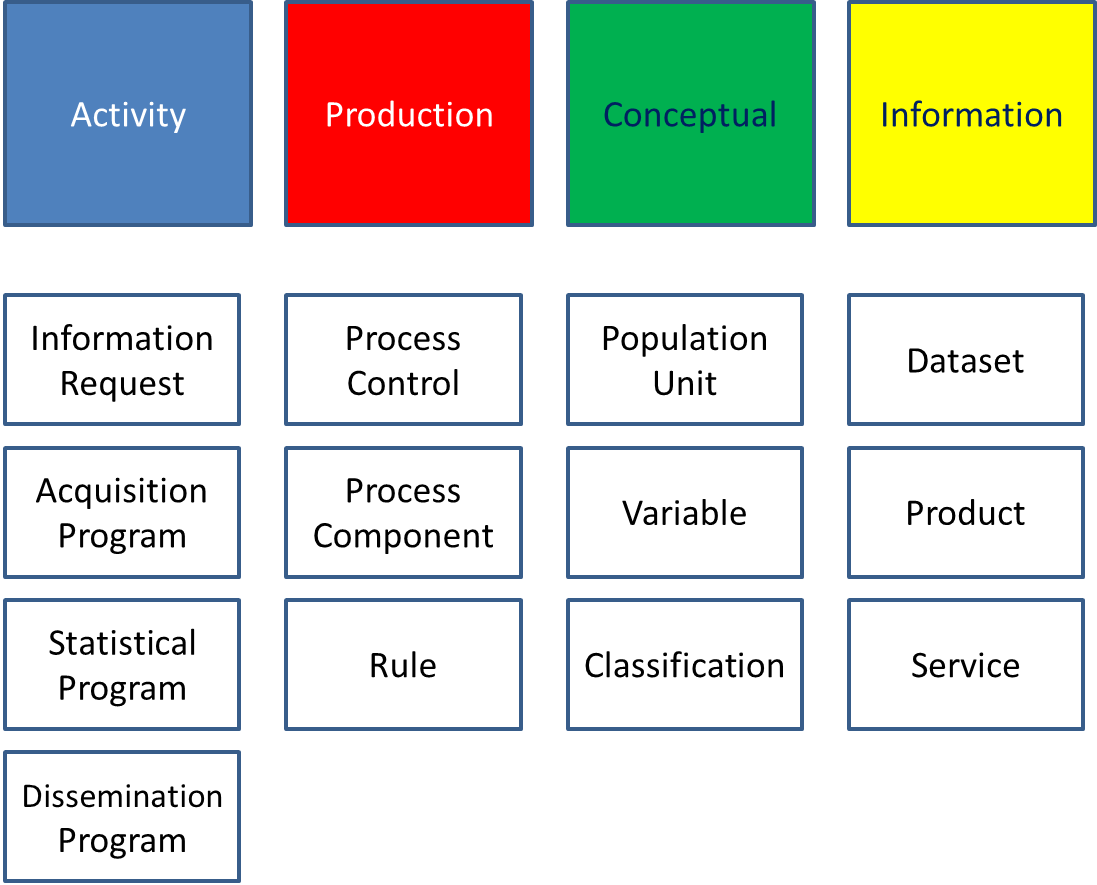 Activity
Production
Conceptual
Information
Information
Request
Process
Control
Population
Unit
Dataset
Acquisition
Program
Process
Component
Variable
Product
Statistical
Program
Rule
Classification
Service
Dissemination
Program